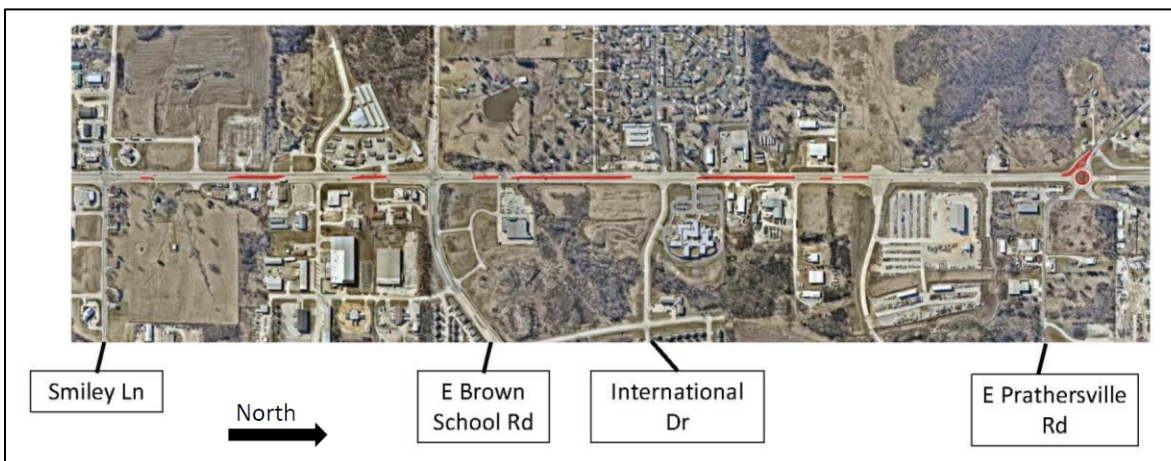 Smiley Ln
E Brown
School Rd
International
Dr
E Prathersville
Rd
North